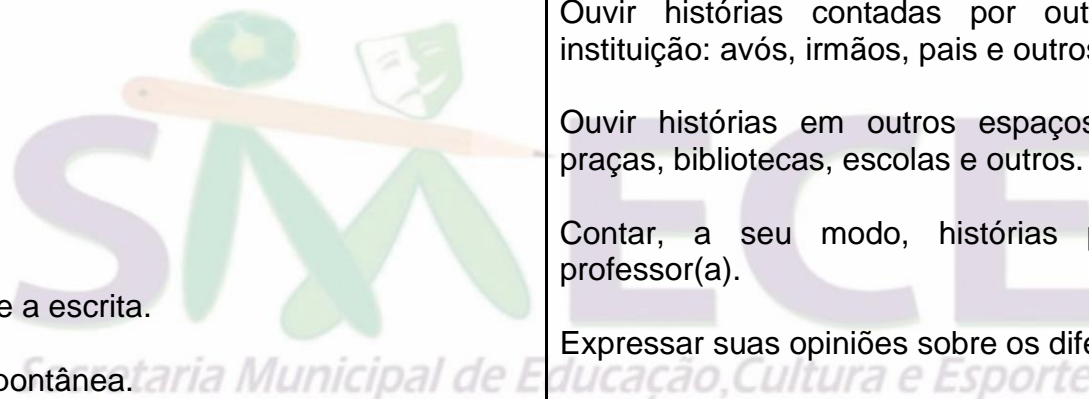 e a escrita.
pontânea.
Ouvir histórias contadas por out
instituição: avós, irmãos, pais e outros
Ouvir histórias em outros espaços
praças, bibliotecas, escolas e outros.
Contar, a seu modo, histórias
professor(a).
Expressar suas opiniões sobre os dife
SMECE
Secretaria Municipal de Educação,Cultura e Esporte